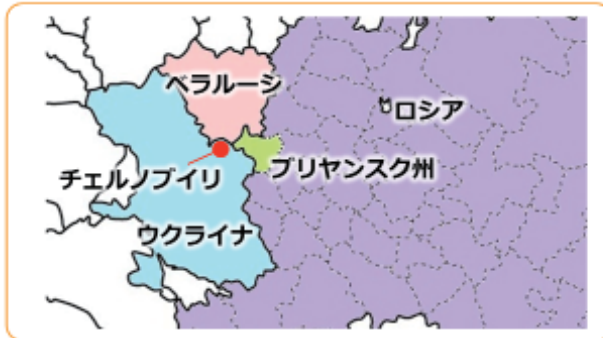 ベラルーシ
ロシア
チェルノブイリ
ブリヤンスク州
ウクライナ